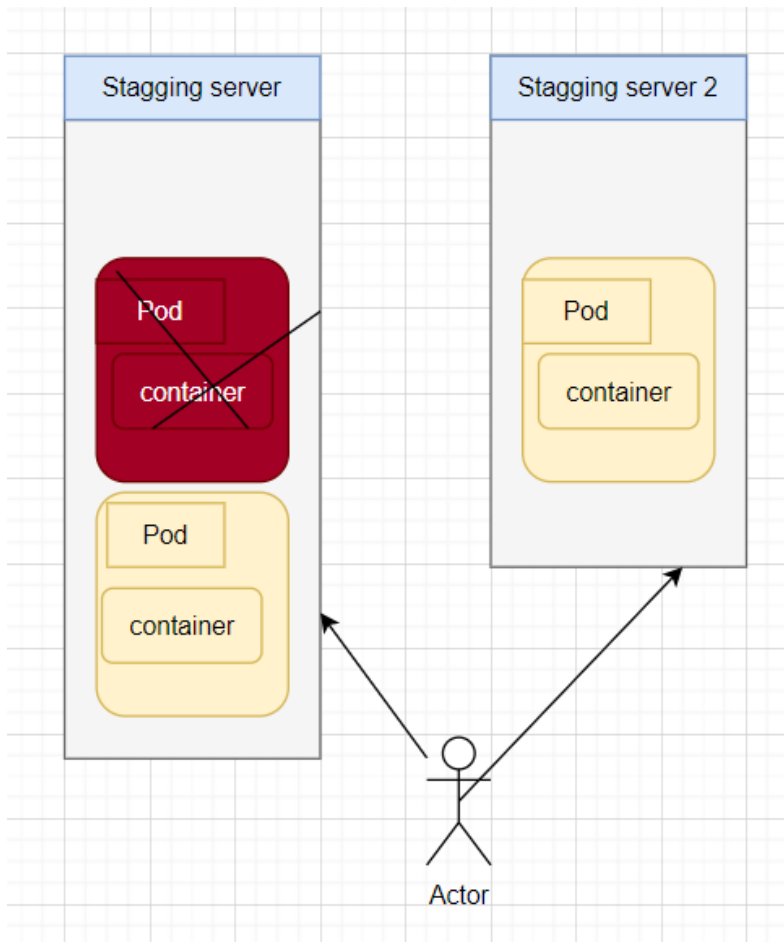 Stagging server
Stagging server 2
Pod
container
Pod
container
Pod
container
Actor